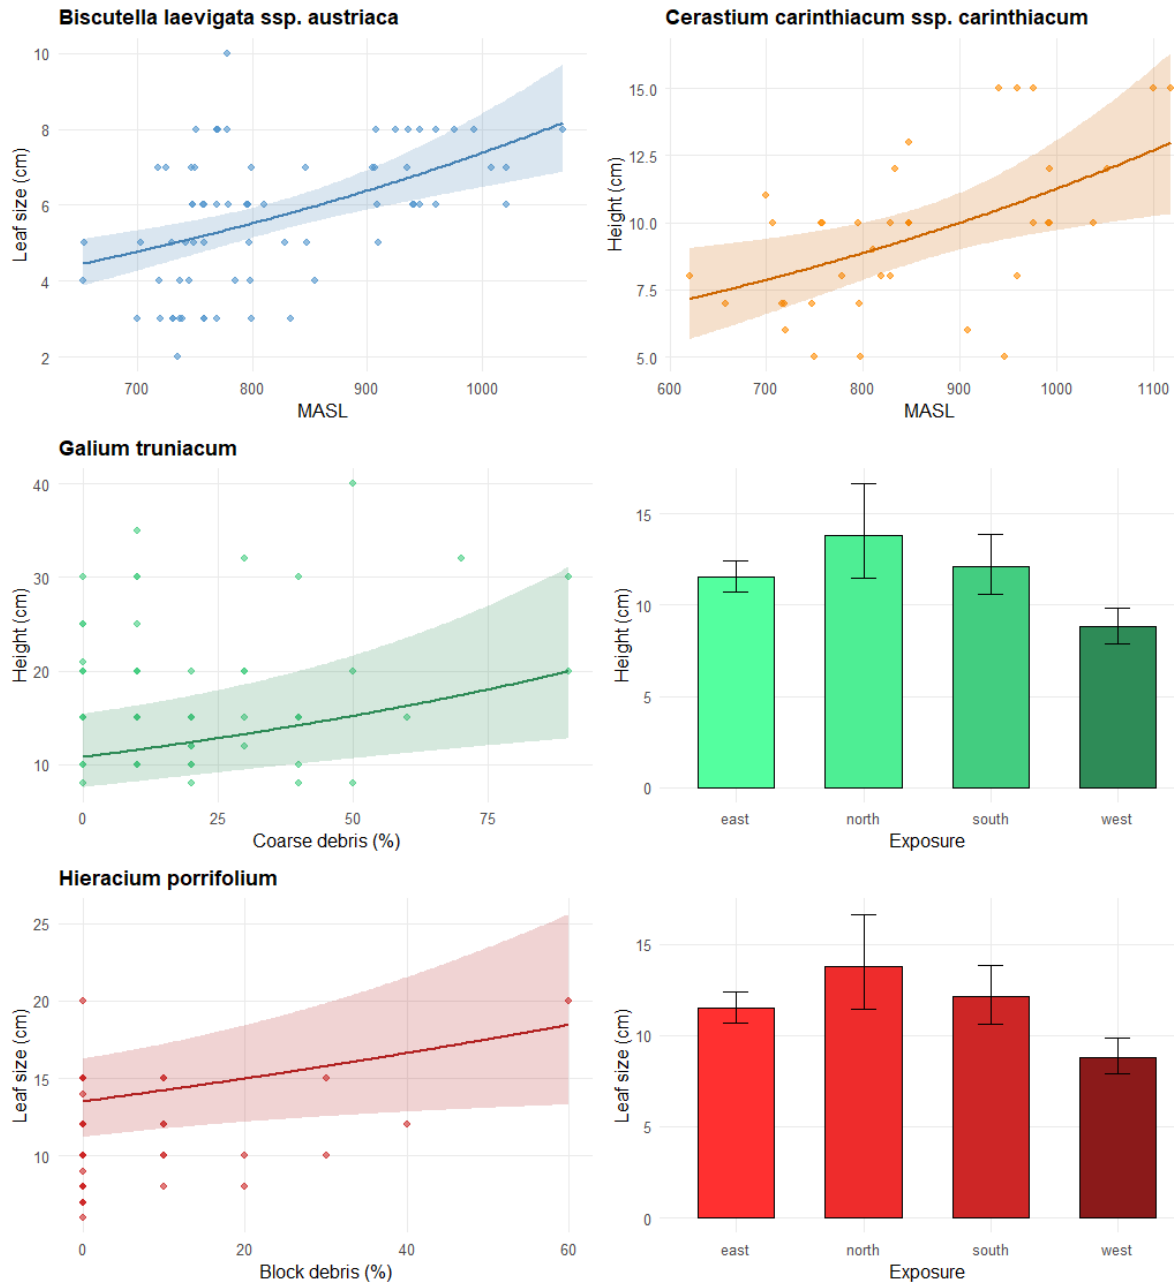 Biscutella laevigata ssp. austriaca
Leaf size (cm)
10
8
6
4
2
700 800 900 1000
MASL
Cerastium carinthiacum ssp. carinthiacum
Height (cm)
15.0
12.5
10.0
7.5
5.0
600 700 800 900 1000 1100
MASL
Galium truniacum
Height (cm)
40
30
20
10
0 25 50 75
Coarse debris (%)
Height (cm)
15
10
5
0
east north south west
Exposure
Hieracium porrifolium
Leaf size (cm)
25
20
15
10
0 20 40 60
Block debris (%)
Leaf size (cm)
15
10
5
0
east north south west
Exposure